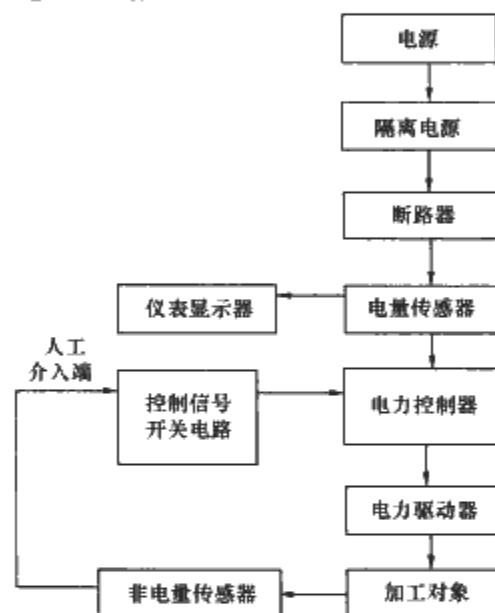 电源
隔离电源
断路器
仪表显示器
电量传感器
人工
介入端
控制信号
开关电路
电力控制器
电力驱动器
非电量传感器
加工对象